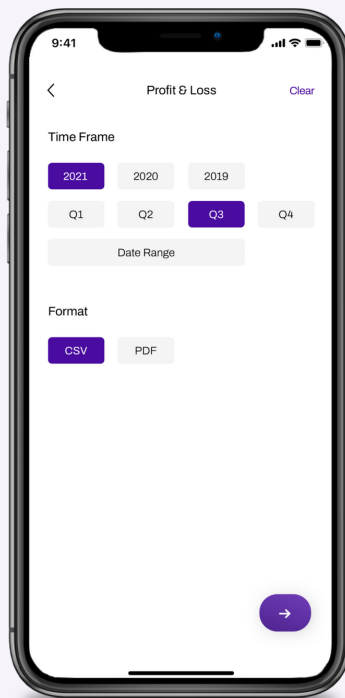 9:41
Profit & Loss Clear
Time Frame
2021 2020 2019
Q1 Q2 Q3 Q4
Date Range
Format
CSV PDF